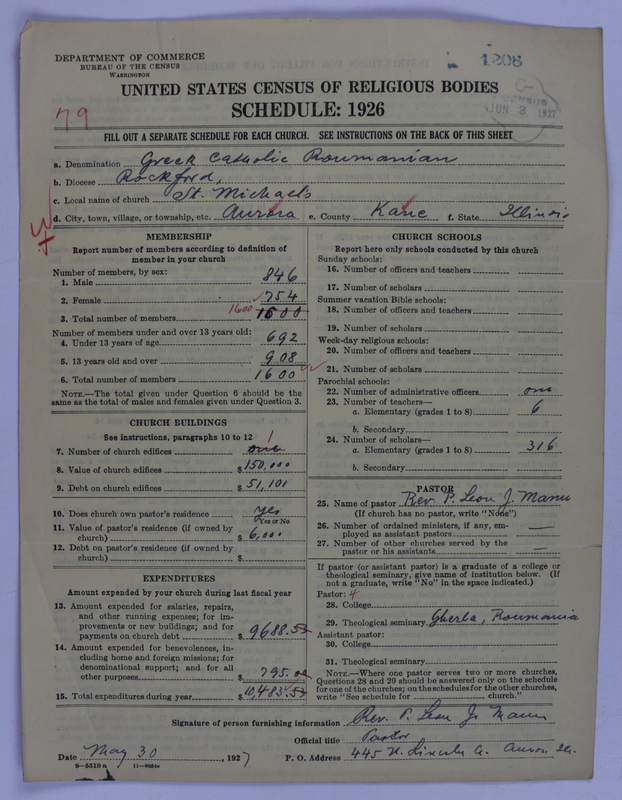 DEPARTMENT OF COMMERCE
BUREAU OF THE CENSUS
WASHINGTON
1208
JUN 3 1927
UNITED STATES CENSUS OF RELIGIOUS BODIES
SCHEDULE: 1926
79
FILL OUT A SEPARATE SCHEDULE FOR EACH CHURCH. SEE INSTRUCTIONS ON THE BACK OF THIS SHEET
a. Denomination Greek Catholic Roumanian
b. Diocese Rockford,
c. Local name of church St. Michaels
d. City, town, village, or township, etc. Aurora e. County Kane f. State Illinois
MEMBERSHIP
Report number of members according to definition of
member in your church
Number of members, by sex:
1. Male 846
2. Female 754
3. Total number of members 1600 1600
Number of members under and over 13 years old:
4. Under 13 years of age 692
5. 13 years old and over 908
6. Total number of members 1600
NOTE.—The total given under Question 6 should be
same as the total of males and females given under Question 3.
CHURCH BUILDINGS
See instructions, paragraphs 10 to 12
7. Number of church edifices one 1
8. Value of church edifices $150,000
9. Debt on church edifices $51,101
10. Does church own pastor's residence yes
Yes or No
11. Value of pastor's residence (if owned by
church) $6,000
12. Debt on pastor's residence (if owned by
church) $
EXPENDITURES
Amount expended by your church during last fiscal year
13. Amount expended for salaries, repairs,
and other running expenses; for im-
provements or new buildings; and for
payments on church debt $9688.53
14. Amount expended for benevolences, in-
cluding home and foreign missions; for
denominational support; and for all
other purposes $795.00
15. Total expenditures during year $10,483.53
CHURCH SCHOOLS
Report here only schools conducted by this church
Sunday schools:
16. Number of officers and teachers
17. Number of scholars
Summer vacation Bible schools:
18. Number of officers and teachers
19. Number of scholars
Week-day religious schools:
20. Number of officers and teachers
21. Number of scholars
Parochial schools:
22. Number of administrative officers one
23. Number of teachers—
a. Elementary (grades 1 to 8) 6
b. Secondary
24. Number of scholars—
a. Elementary (grades 1 to 8) 316
b. Secondary
PASTOR
25. Name of pastor Rev. P. Leon J. Manu
(If church has no pastor, write "None")
26. Number of ordained ministers, if any, em-
ployed as assistant pastors —
27. Number of other churches served by the
pastor or his assistants —
If pastor (or assistant pastor) is a graduate of a college or
theological seminary, give name of institution below. (If
not a graduate, write "No" in the space indicated.)
Pastor: 4
28. College
29. Theological seminary Gherla, Roumania
Assistant pastor:
30. College
31. Theological seminary
NOTE.—Where one pastor serves two or more churches,
Questions 28 and 29 should be answered only on the schedule
for one of the churches; on the schedules for the other churches,
write "See schedule for church."
Signature of person furnishing information Rev. P. Leon J. Manu
Official title Pastor
Date May 30, 1927 P. O. Address 445 N. Lincoln A. Auror. Ill.
8—5519a 11—9084a